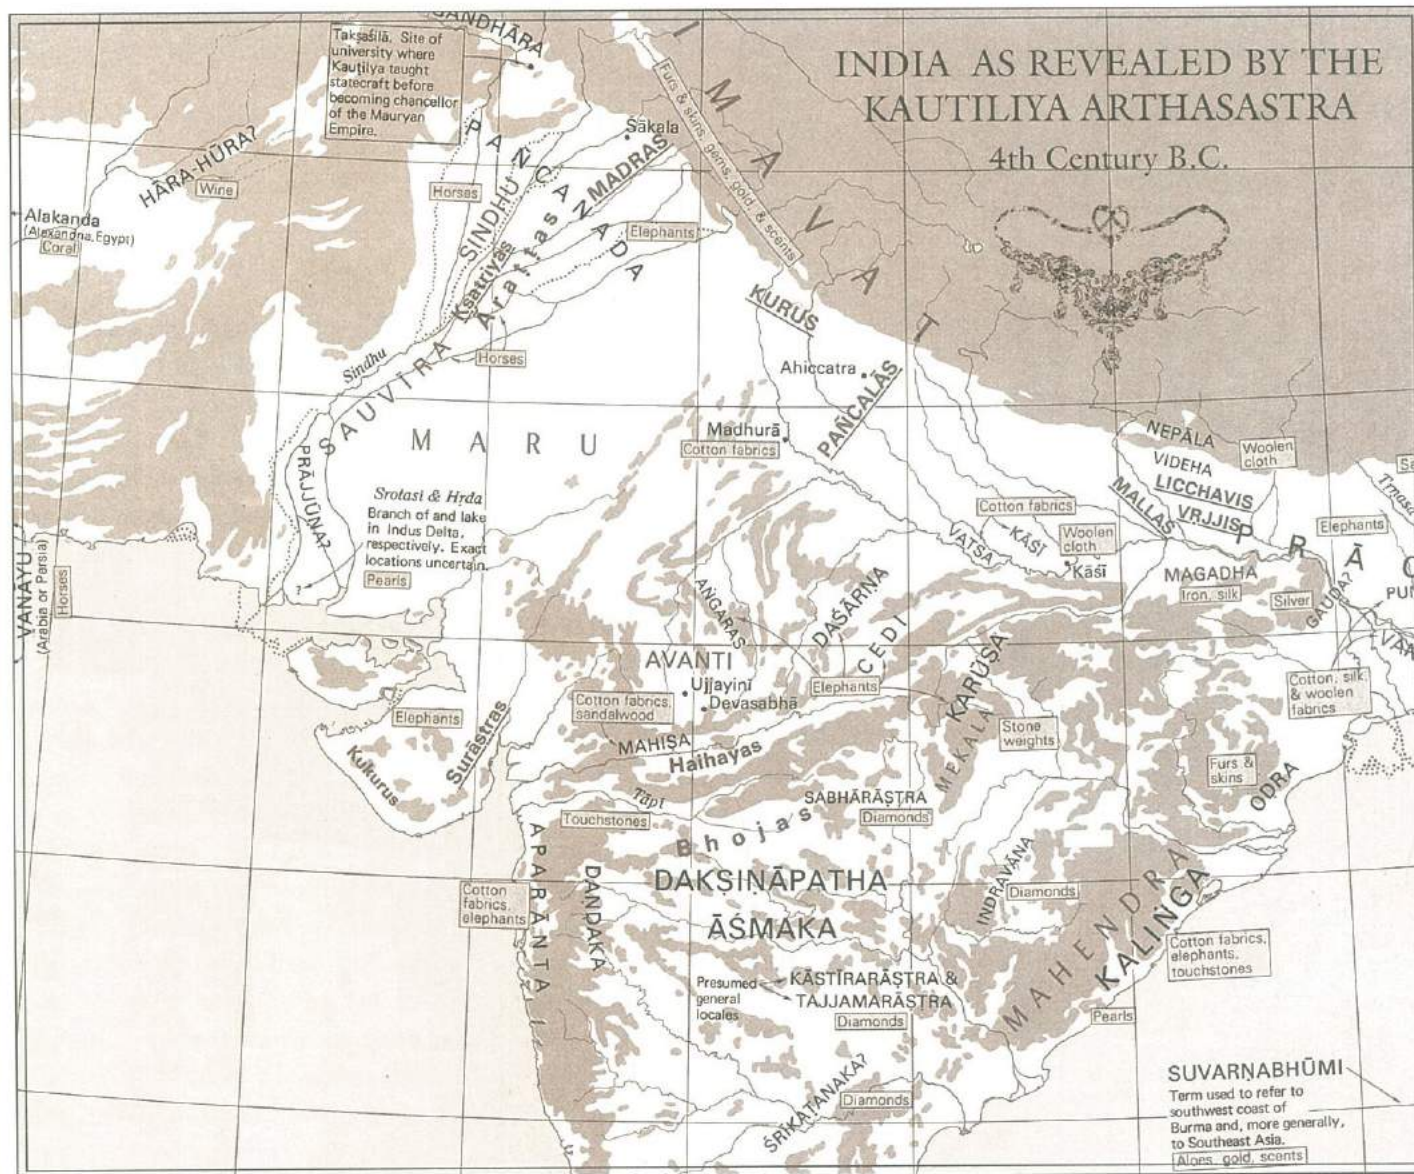 INDIA AS REVEALED BY THE
KAUTILIYA ARTHASASTRA
4th Century B.C.
GANDHĀRA
Takṣaśilā. Site of
university where
Kauṭilya taught
statecraft before
becoming chancellor
of the Mauryan
Empire.
HIMAVAT
Furs & skins, gems, gold, & scents
HĀRA-HŪRA?
Wine
Alakanda
(Alexandria, Egypt)
Coral
PAÑCANADA
Horses
SINDHU
Kṣatriyas
Āraṭṭas
Śākala
MADRAS
Elephants
Horses
Sindhu
SAUVĪRA
MARU
PRĀJJŪNA?
Srotasī & Hṛda
Branch of and lake
in Indus Delta,
respectively. Exact
locations uncertain.
?
Pearls
VANAYU
(Arabia or Persia)
Horses
KURUS
Ahiccatra
PAÑCALĀS
Madhurā
Cotton fabrics
NEPĀLA
VIDEHA
LICCHAVIS
VRJJIS
MALLAS
Woolen
cloth
Elephants
PRĀC
Cotton fabrics
KĀŚĪ
Woolen
cloth
Kāśī
VATSA
MAGADHA
Iron, silk
Silver
GAUḌA?
PUN
Cotton, silk,
& woolen
fabrics
AṄGARAS
DAŚĀRNA
CEDI
AVANTI
Ujjayinī
Devasabhā
Elephants
Cotton fabrics,
sandalwood
MAHIṢA
Haihayas
KARŪṢA
MEKALA
Stone
weights
Furs &
skins
ODRA
Elephants
Kukurus
Surāṣṭras
Tāpī
Touchstones
SABHĀRĀṢṬRA
Diamonds
Bhojas
DAKṢIṆĀPATHA
ĀŚMAKA
APARĀNTA
DAṆḌAKA
Cotton
fabrics,
elephants
INDRAVĀNA
Diamonds
MAHENDRA
KALIṄGA
Cotton fabrics,
elephants,
touchstones
Pearls
Presumed
general
locales
KĀSTĪRARĀṢṬRA &
TAJJAMARĀṢṬRA
Diamonds
ŚRĪKAṬANAKA?
Diamonds
SUVARṆABHŪMI
Term used to refer to
southwest coast of
Burma and, more generally,
to Southeast Asia.
Aloes, gold, scents